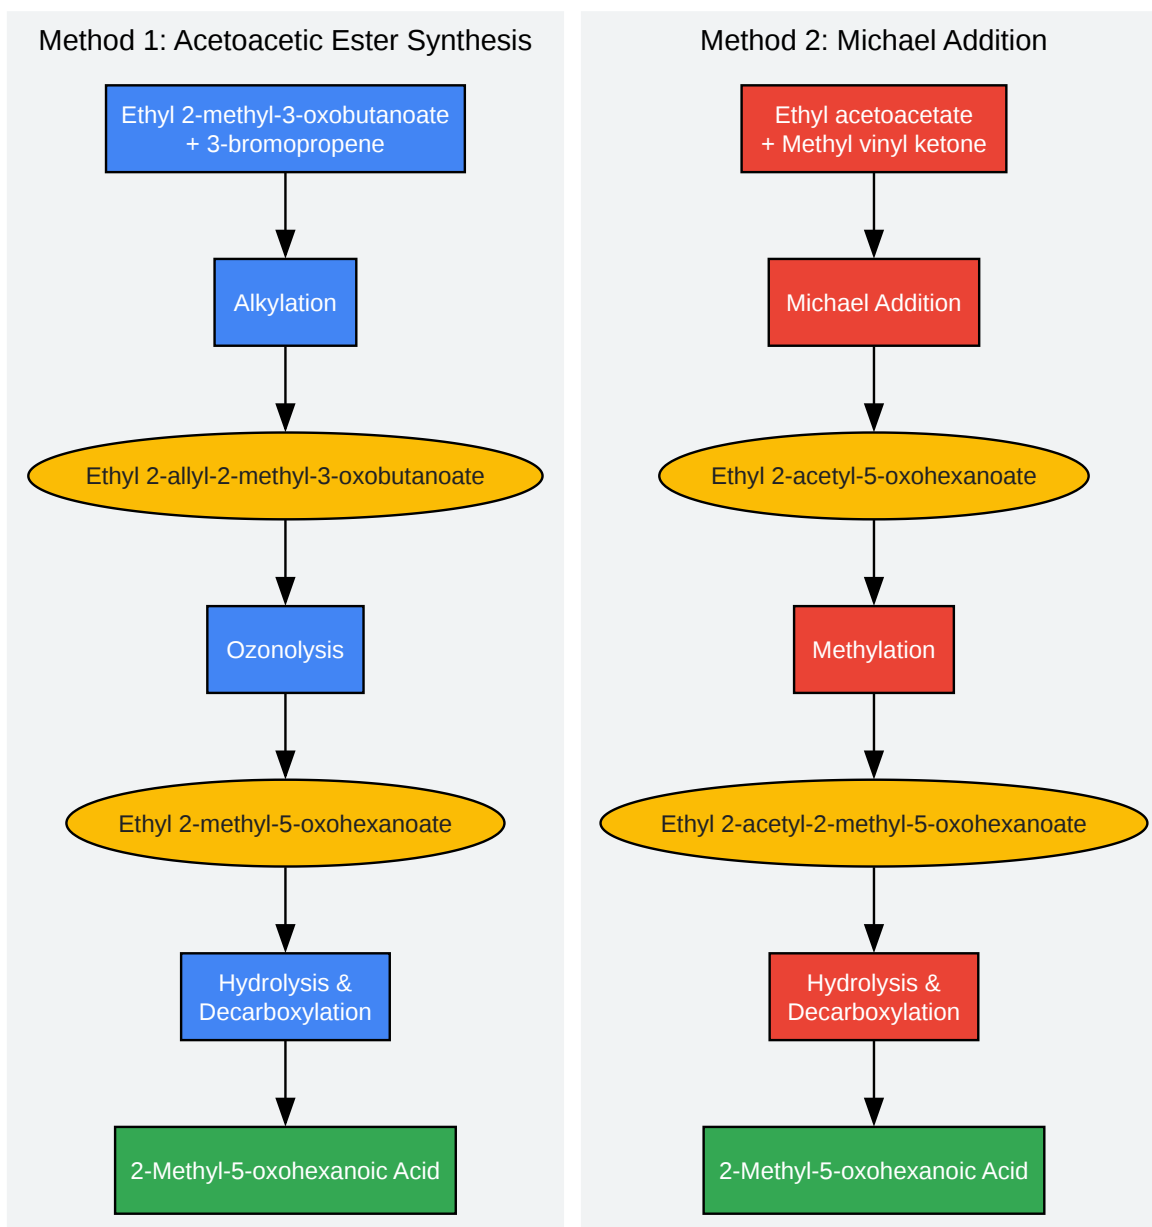 Method 1: Acetoacetic Ester Synthesis
Ethyl 2-methyl-3-oxobutanoate
+ 3-bromopropene
Alkylation
Ethyl 2-allyl-2-methyl-3-oxobutanoate
Ozonolysis
Ethyl 2-methyl-5-oxohexanoate
Hydrolysis &
Decarboxylation
2-Methyl-5-oxohexanoic Acid
Method 2: Michael Addition
Ethyl acetoacetate
+ Methyl vinyl ketone
Michael Addition
Ethyl 2-acetyl-5-oxohexanoate
Methylation
Ethyl 2-acetyl-2-methyl-5-oxohexanoate
Hydrolysis &
Decarboxylation
2-Methyl-5-oxohexanoic Acid